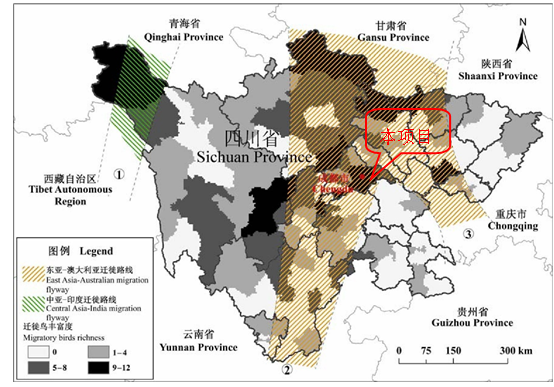 青海省
Qinghai Province
甘肃省
Gansu Province
N
陕西省
Shaanxi Province
本项目
四川省
Sichuan Province
成都市
Chengdu
①
西藏自治区
Tibet Autonomous
Region
重庆市
Chongqing
③
图例 Legend
东亚-澳大利亚迁徙路线
East Asia-Australian migration
flyway
中亚-印度迁徙路线
Central Asia-India migration
flyway
迁徙鸟丰富度
Migratory birds richness
0
1-4
5-8
9-12
云南省
Yunnan Province
②
贵州省
Guizhou Province
0 75 150 300 km